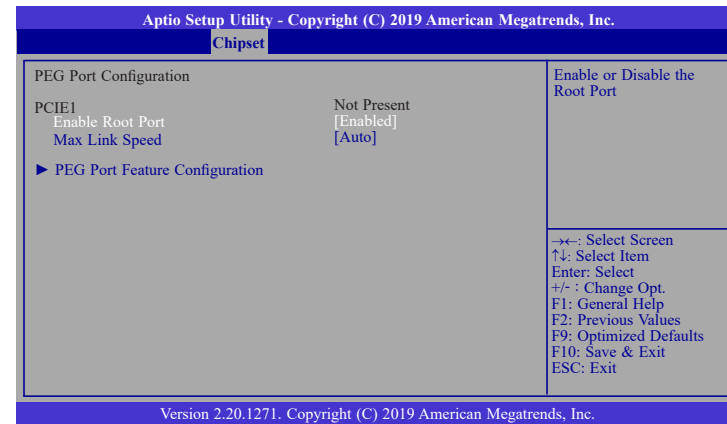 Aptio Setup Utility - Copyright (C) 2019 American Megatrends, Inc.
Chipset
PEG Port Configuration
PCIE1 Not Present
Enable Root Port [Enabled]
Max Link Speed [Auto]
► PEG Port Feature Configuration
Enable or Disable the
Root Port
→←: Select Screen
↑↓: Select Item
Enter: Select
+/- : Change Opt.
F1: General Help
F2: Previous Values
F9: Optimized Defaults
F10: Save & Exit
ESC: Exit
Version 2.20.1271. Copyright (C) 2019 American Megatrends, Inc.